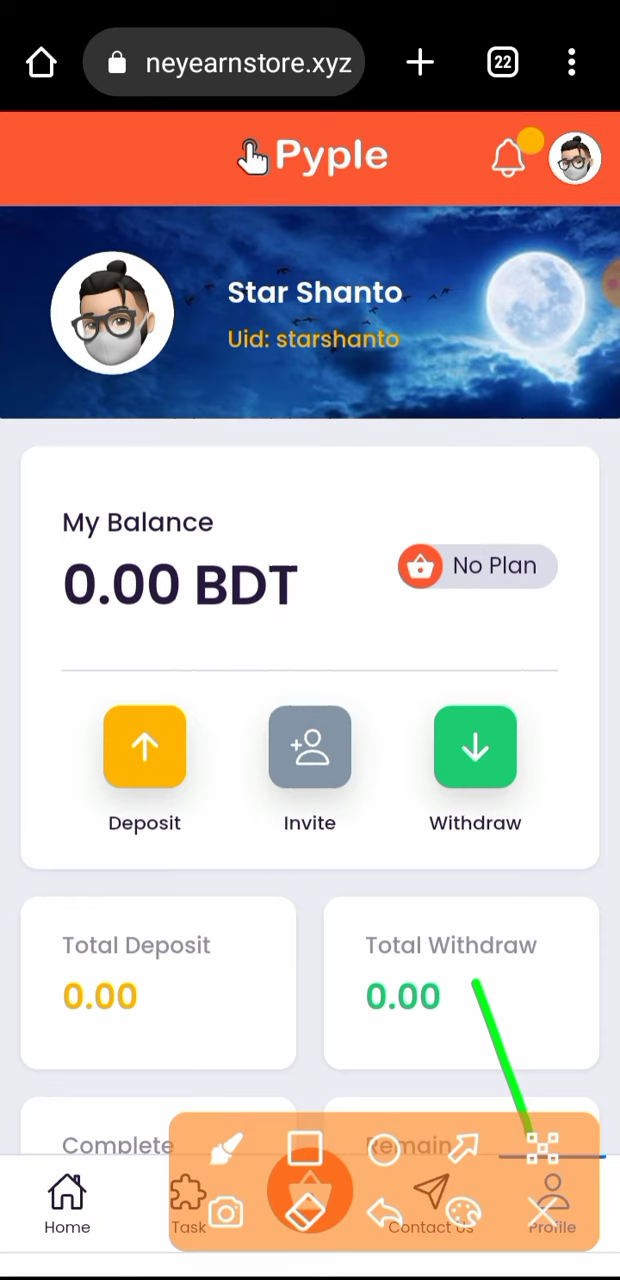 neyearnstore.xyz
22
Pyple
Star Shanto
Uid: starshanto
My Balance
0.00 BDT
No Plan
Deposit
Invite
Withdraw
Total Deposit
Total Withdraw
0.00
0.00
Complete
Remain
Home
Task
Contact Us
Profile